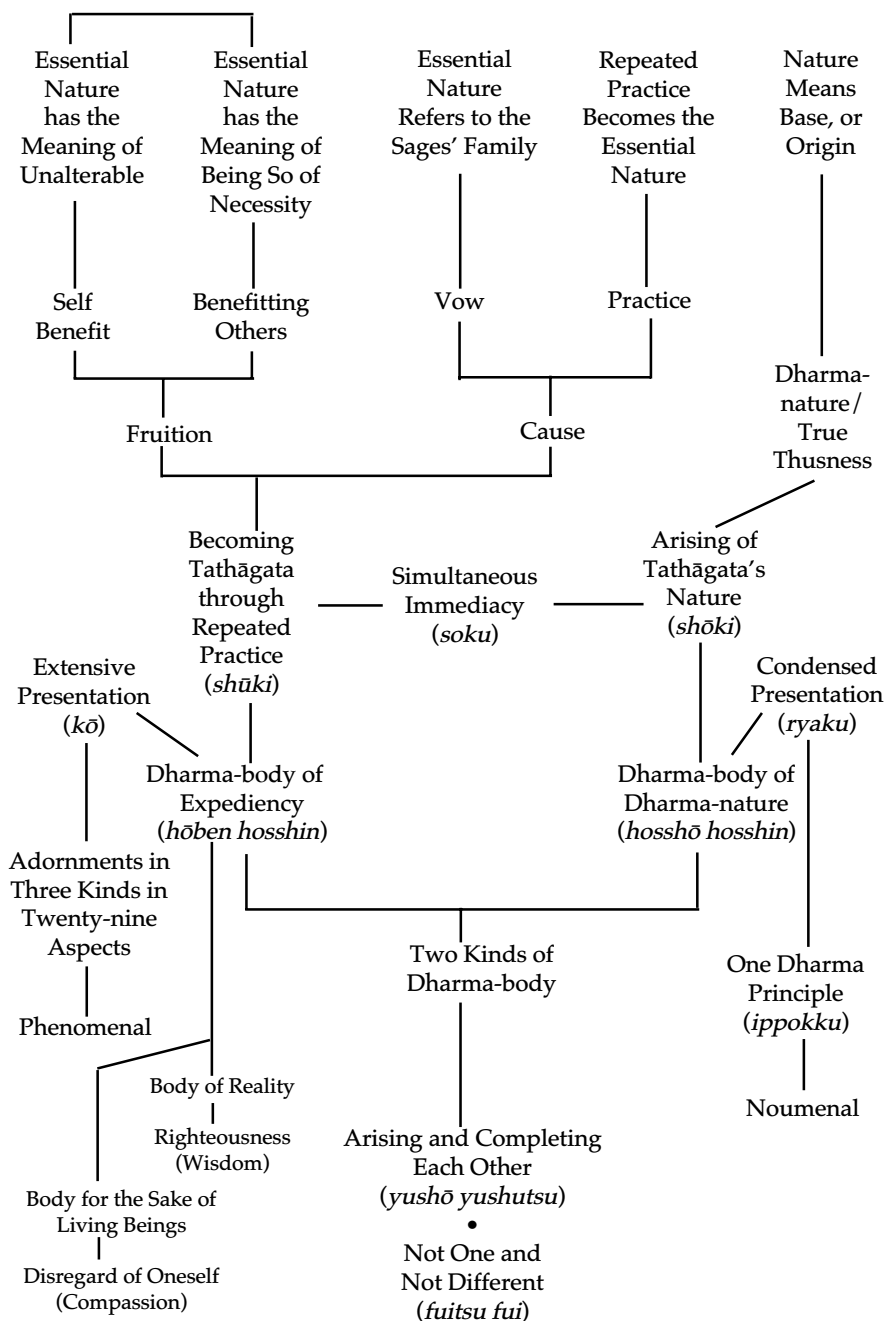 Essential
Nature
has the
Meaning of
Unalterable
Essential
Nature
has the
Meaning of
Being So of
Necessity
Essential
Nature
Refers to the
Sages’ Family
Repeated
Practice
Becomes the
Essential
Nature
Nature
Means
Base, or
Origin
Self
Benefit
Benefitting
Others
Vow
Practice
Dharma-
nature/
True
Thusness
Fruition
Cause
Becoming
Tathāgata
through
Repeated
Practice
(shūki)
Simultaneous
Immediacy
(soku)
Arising of
Tathāgata’s
Nature
(shōki)
Extensive
Presentation
(kō)
Condensed
Presentation
(ryaku)
Dharma-body of
Expediency
(hōben hosshin)
Dharma-body of
Dharma-nature
(hosshō hosshin)
Adornments in
Three Kinds in
Twenty-nine
Aspects
Two Kinds of
Dharma-body
One Dharma
Principle
(ippokku)
Phenomenal
Body of Reality
Noumenal
Righteousness
(Wisdom)
Arising and Completing
Each Other
(yushō yushutsu)
•
Body for the Sake of
Living Beings
Not One and
Not Different
(fuitsu fui)
Disregard of Oneself
(Compassion)